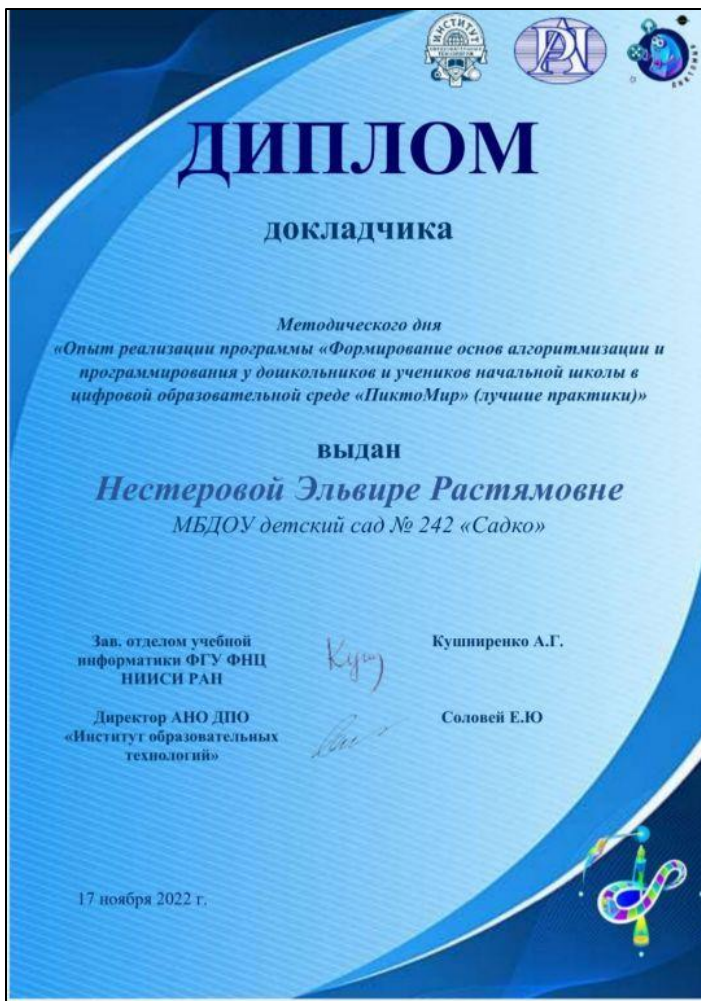 ИНСТИТУТ
ПИКТОМИР
ДИПЛОМ
докладчика
Методического дня
«Опыт реализации программы «Формирование основ алгоритмизации и
программирования у дошкольников и учеников начальной школы в
цифровой образовательной среде «ПиктоМир» (лучшие практики)»
выдан
Нестеровой Эльвире Растямовне
МБДОУ детский сад № 242 «Садко»
Зав. отделом учебной
информатики ФГУ ФНЦ
НИИСИ РАН
Кушниренко А.Г.
Директор АНО ДПО
«Институт образовательных
технологий»
Соловей Е.Ю
17 ноября 2022 г.